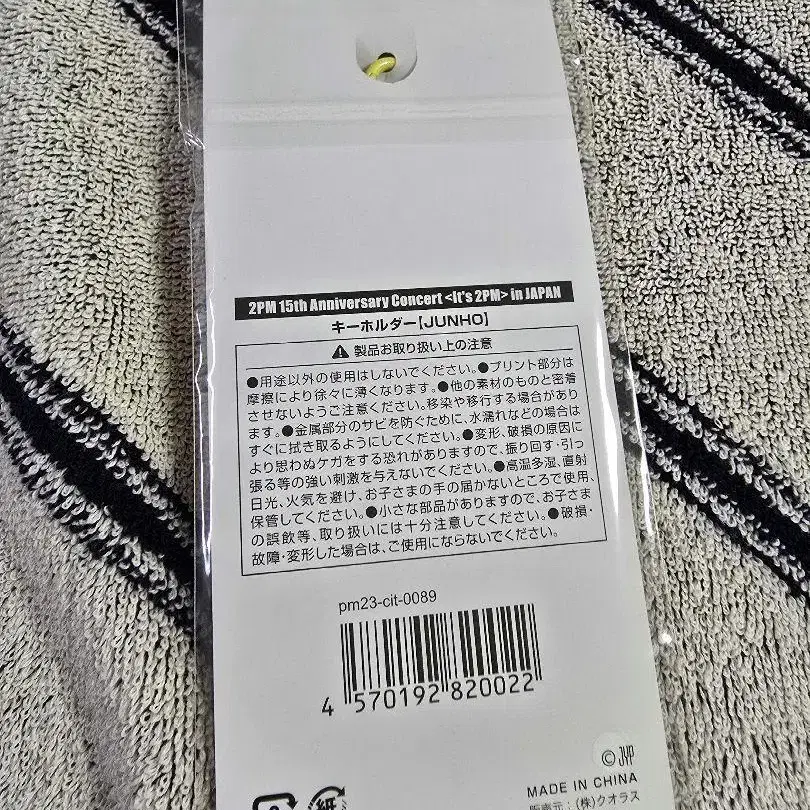 2PM 15th Anniversary Concert <It's 2PM> in JAPAN
キーホルダー【JUNHO】
⚠ 製品お取り扱い上の注意
●用途以外の使用はしないでください。●プリント部分は
摩擦により徐々に薄くなります。●他の素材のものと密着
させないようご注意ください。移染や移行する場合があり
ます。●金属部分のサビを防ぐために、水濡れなどの場合は
すぐに拭き取るようにしてください。●変形、破損の原因に
より思わぬケガをする恐れがありますので、振り回す・引っ
張る等の強い刺激を与えないでください。●高温多湿、直射
日光、火気を避け、お子さまの手の届かないところで使用、
保管してください。●小さな部品がありますので、お子さま
の誤飲等、取り扱いには十分注意してください。●破損・
故障・変形した場合は、ご使用にならないでください。
pm23-cit-0089
4 570192 820022
© JYP
MADE IN CHINA
紙
販売元:(株)クオラス